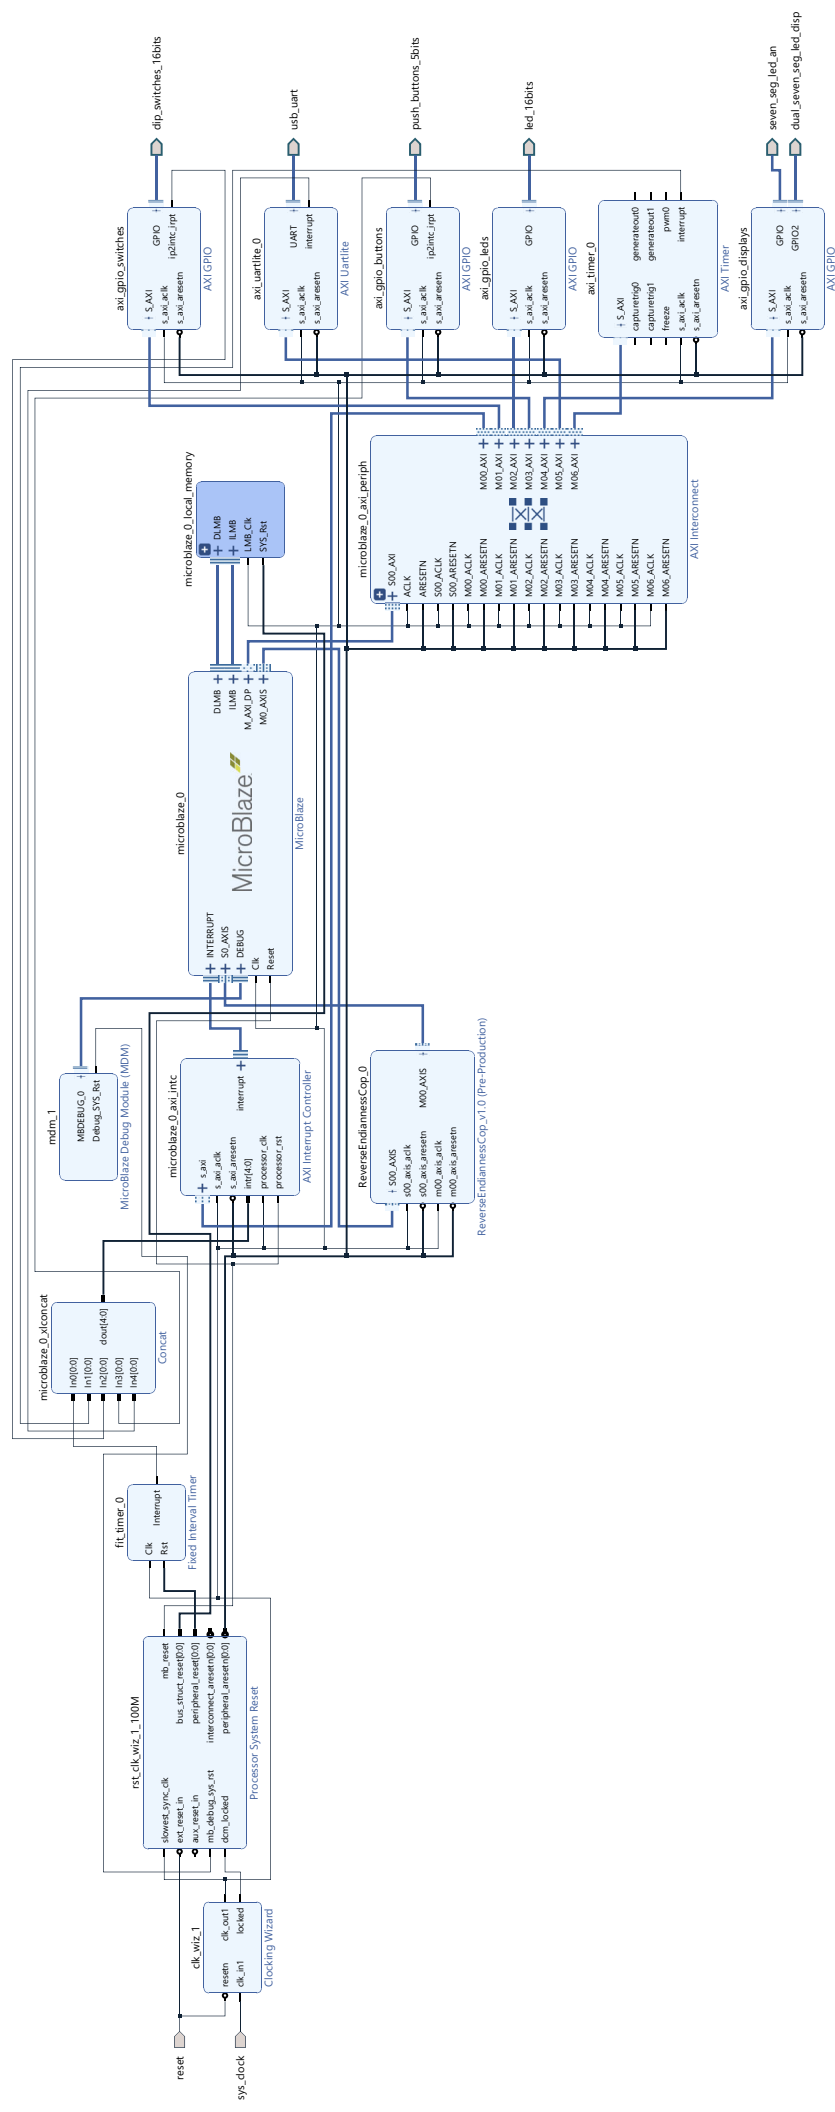 reset
sys_clock
clk_wiz_1
resetn
clk_in1
clk_out1
locked
Clocking Wizard
rst_clk_wiz_1_100M
slowest_sync_clk
ext_reset_in
aux_reset_in
mb_debug_sys_rst
dcm_locked
mb_reset
bus_struct_reset[0:0]
peripheral_reset[0:0]
interconnect_aresetn[0:0]
peripheral_aresetn[0:0]
Processor System Reset
fit_timer_0
Clk
Rst
Interrupt
Fixed Interval Timer
microblaze_0_xlconcat
In0[0:0]
In1[0:0]
In2[0:0]
In3[0:0]
In4[0:0]
dout[4:0]
Concat
mdm_1
MBDEBUG_0
Debug_SYS_Rst
MicroBlaze Debug Module (MDM)
microblaze_0_axi_intc
s_axi
s_axi_aclk
s_axi_aresetn
intr[4:0]
processor_clk
processor_rst
interrupt
AXI Interrupt Controller
ReverseEndiannessCop_0
S00_AXIS
s00_axis_aclk
s00_axis_aresetn
m00_axis_aclk
m00_axis_aresetn
M00_AXIS
ReverseEndiannessCop_v1.0 (Pre-Production)
microblaze_0
INTERRUPT
S0_AXIS
DEBUG
Clk
Reset
MicroBlaze
DLMB
ILMB
M_AXI_DP
M0_AXIS
MicroBlaze
microblaze_0_local_memory
DLMB
ILMB
LMB_Clk
SYS_Rst
microblaze_0_axi_periph
S00_AXI
ACLK
ARESETN
S00_ACLK
S00_ARESETN
M00_ACLK
M00_ARESETN
M01_ACLK
M01_ARESETN
M02_ACLK
M02_ARESETN
M03_ACLK
M03_ARESETN
M04_ACLK
M04_ARESETN
M05_ACLK
M05_ARESETN
M06_ACLK
M06_ARESETN
M00_AXI
M01_AXI
M02_AXI
M03_AXI
M04_AXI
M05_AXI
M06_AXI
AXI Interconnect
axi_gpio_switches
S_AXI
s_axi_aclk
s_axi_aresetn
GPIO
ip2intc_irpt
AXI GPIO
dip_switches_16bits
axi_uartlite_0
S_AXI
s_axi_aclk
s_axi_aresetn
UART
interrupt
AXI Uartlite
usb_uart
axi_gpio_buttons
S_AXI
s_axi_aclk
s_axi_aresetn
GPIO
ip2intc_irpt
AXI GPIO
push_buttons_5bits
axi_gpio_leds
S_AXI
s_axi_aclk
s_axi_aresetn
GPIO
AXI GPIO
led_16bits
axi_timer_0
S_AXI
capturetrig0
capturetrig1
freeze
s_axi_aclk
s_axi_aresetn
generateout0
generateout1
pwm0
interrupt
AXI Timer
axi_gpio_displays
S_AXI
s_axi_aclk
s_axi_aresetn
GPIO
GPIO2
AXI GPIO
seven_seg_led_an
dual_seven_seg_led_disp